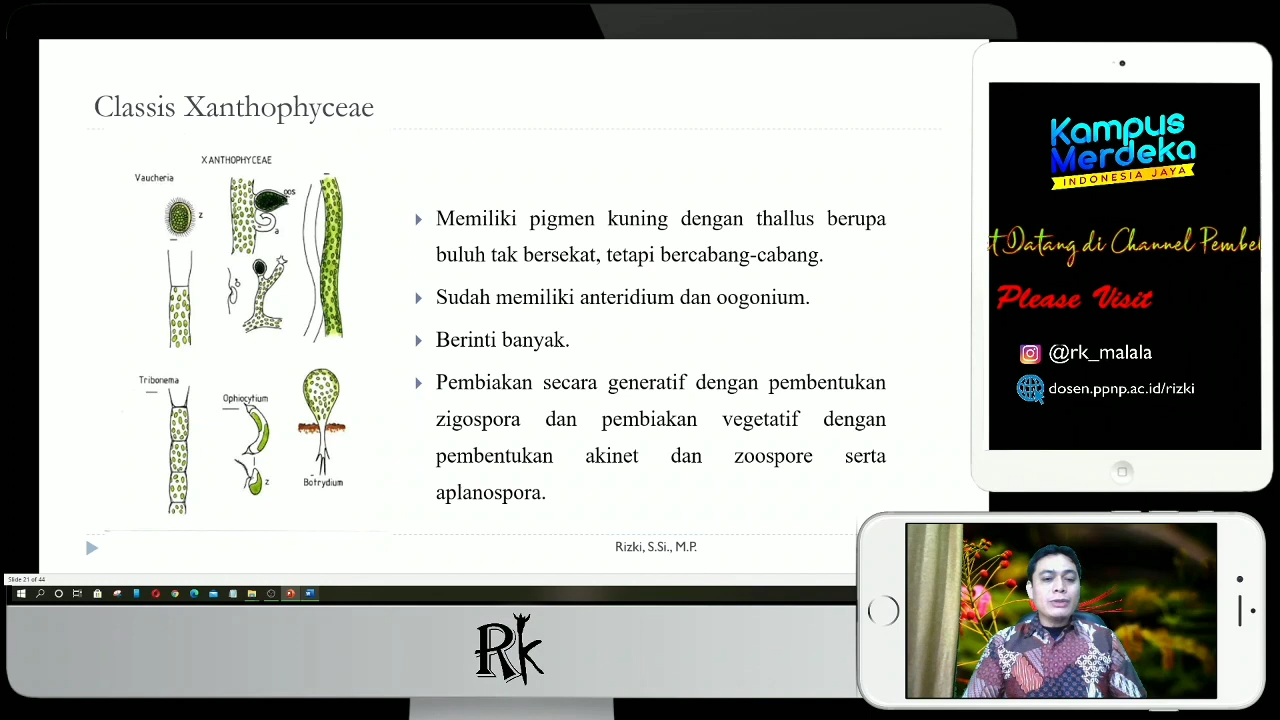 Classis Xanthophyceae
XANTHOPHYCEAE
Vaucheria
z
oos
a
Tribonema
Ophiocytium
z
Botrydium
Memiliki pigmen kuning dengan thallus berupa
buluh tak bersekat, tetapi bercabang-cabang.
Sudah memiliki anteridium dan oogonium.
Berinti banyak.
Pembiakan secara generatif dengan pembentukan
zigospora dan pembiakan vegetatif dengan
pembentukan akinet dan zoospore serta
aplanospora.
Rizki, S.Si., M.P.
Slide 21 of 44
Rk
Kampus
Merdeka
INDONESIA JAYA
t Datang di Channel Pembel
Please Visit
@rk_malala
dosen.ppnp.ac.id/rizki